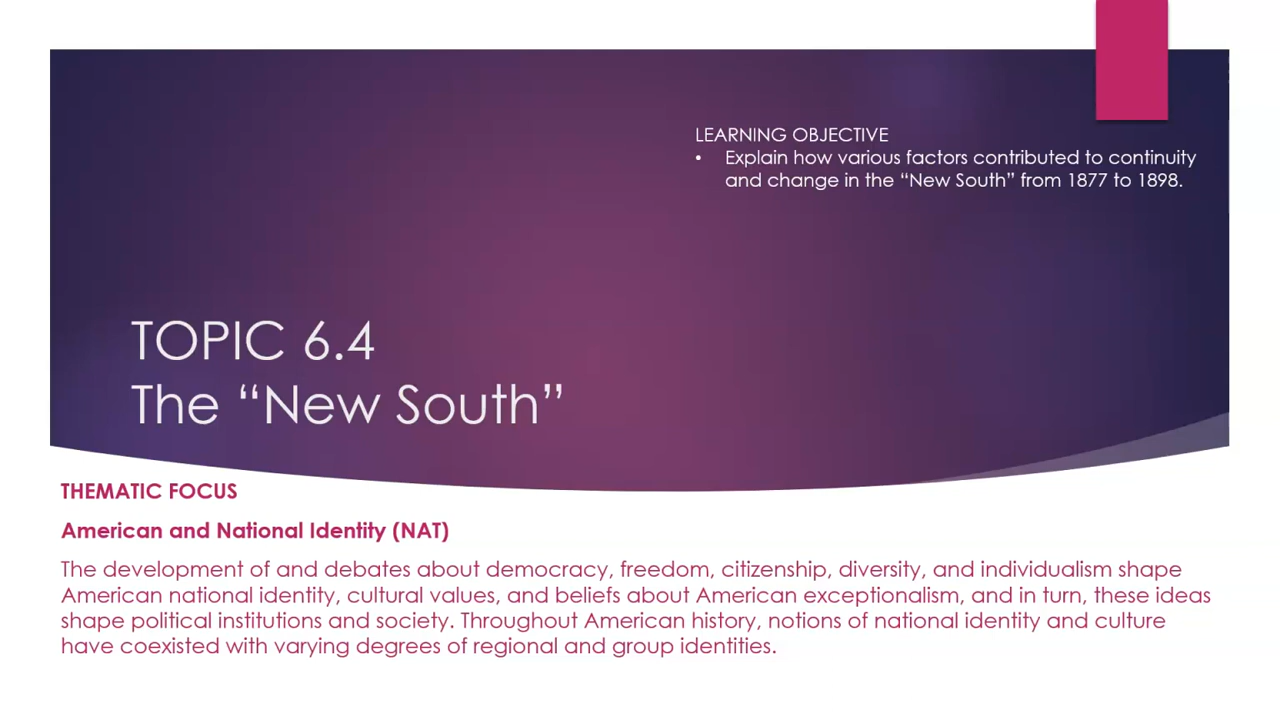 LEARNING OBJECTIVE
• Explain how various factors contributed to continuity
and change in the “New South” from 1877 to 1898.
TOPIC 6.4
The “New South”
THEMATIC FOCUS
American and National Identity (NAT)
The development of and debates about democracy, freedom, citizenship, diversity, and individualism shape
American national identity, cultural values, and beliefs about American exceptionalism, and in turn, these ideas
shape political institutions and society. Throughout American history, notions of national identity and culture
have coexisted with varying degrees of regional and group identities.